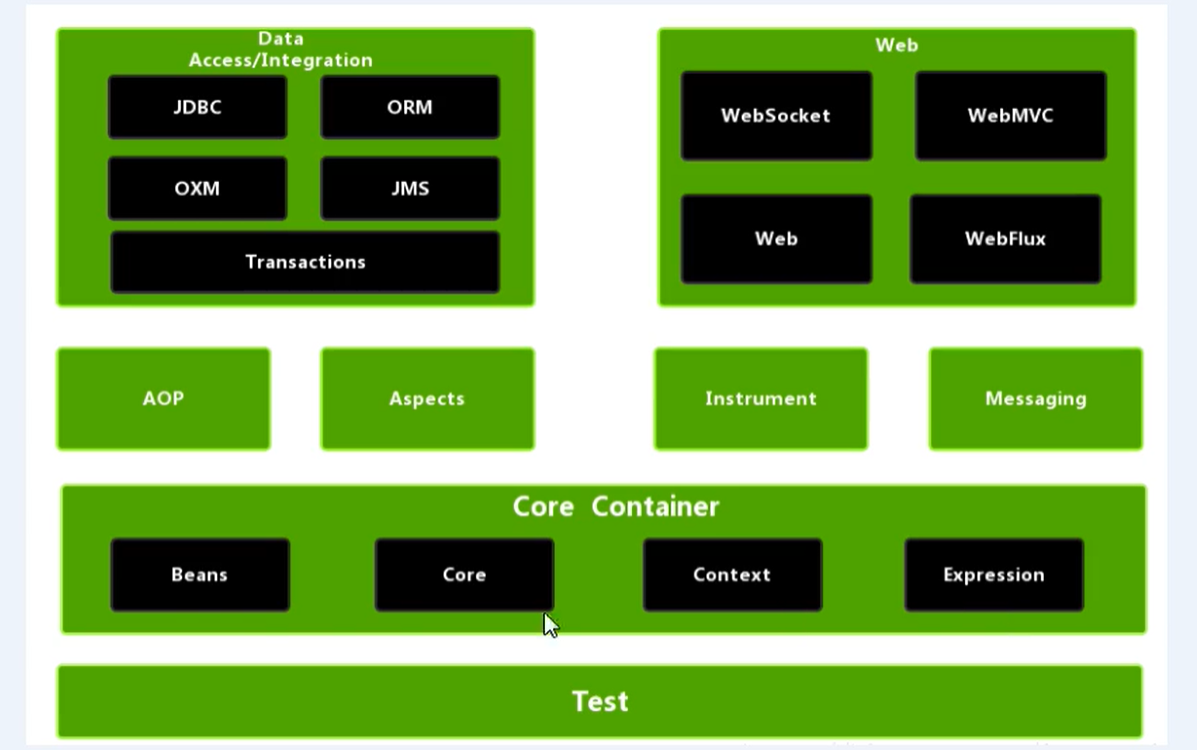 Data
Access/Integration
JDBC
ORM
OXM
JMS
Transactions
Web
WebSocket
WebMVC
Web
WebFlux
AOP
Aspects
Instrument
Messaging
Core Container
Beans
Core
Context
Expression
Test